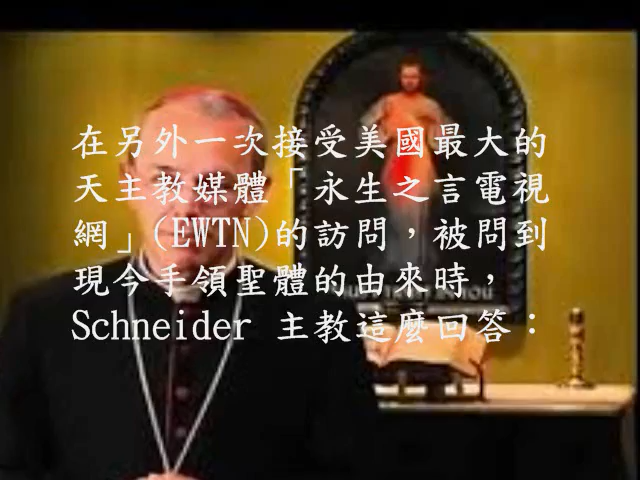 在另外一次接受美國最大的
天主教媒體「永生之言電視
網」(EWTN)的訪問，被問到
現今手領聖體的由來時，
Schneider 主教這麼回答：